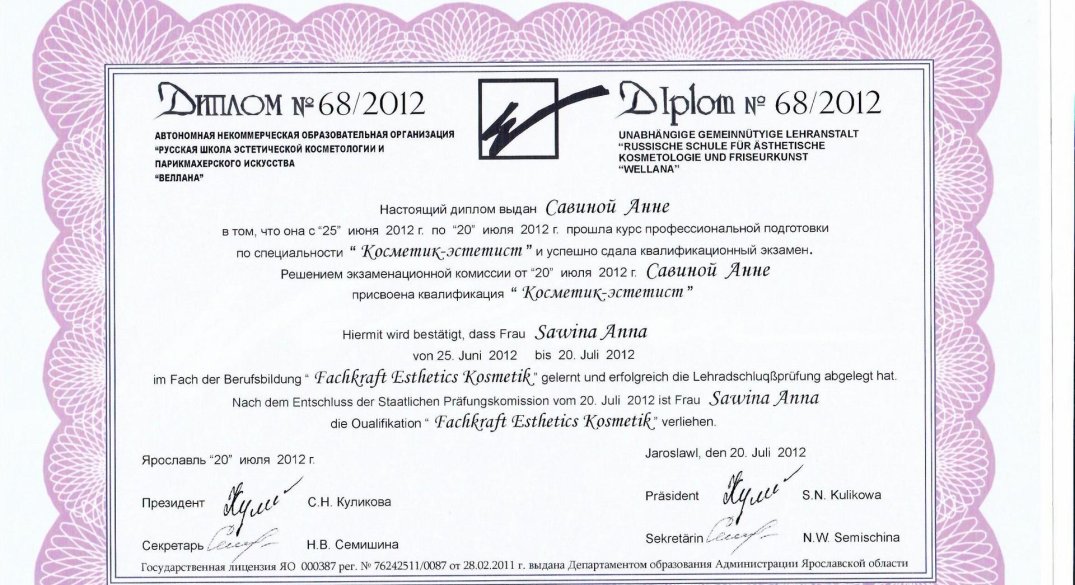 Диплом № 68/2012
АВТОНОМНАЯ НЕКОММЕРЧЕСКАЯ ОБРАЗОВАТЕЛЬНАЯ ОРГАНИЗАЦИЯ
"РУССКАЯ ШКОЛА ЭСТЕТИЧЕСКОЙ КОСМЕТОЛОГИИ И
ПАРИКМАХЕРСКОГО ИСКУССТВА
"ВЕЛЛАНА"
DIplom № 68/2012
UNABHÄNGIGE GEMEINNÜTYIGE LEHRANSTALT
"RUSSISCHE SCHULE FÜR ÄSTHETISCHE
KOSMETOLOGIE UND FRISEURKUNST
"WELLANA"
Настоящий диплом выдан Савиной Анне
в том, что она с "25" июня 2012 г. по "20" июля 2012 г. прошла курс профессиональной подготовки
по специальности "Косметик-эстетист" и успешно сдала квалификационный экзамен.
Решением экзаменационной комиссии от "20" июля 2012 г. Савиной Анне
присвоена квалификация "Косметик-эстетист"
Hiermit wird bestätigt, dass Frau Sawina Anna
von 25. Juni 2012 bis 20. Juli 2012
im Fach der Berufsbildung "Fachkraft Esthetics Kosmetik" gelernt und erfolgreich die Lehradschluqßprüfung abgelegt hat.
Nach dem Entschluss der Staatlichen Präfungskomission vom 20. Juli 2012 ist Frau Sawina Anna
die Oualifikation "Fachkraft Esthetics Kosmetik" verliehen.
Ярославль "20" июля 2012 г.
Президент С.Н. Куликова
Секретарь Н.В. Семишина
Jaroslawl, den 20. Juli 2012
Präsident S.N. Kulikowa
Sekretärin N.W. Semischina
Государственная лицензия ЯО 000387 рег. № 76242511/0087 от 28.02.2011 г. выдана Департаментом образования Администрации Ярославской области